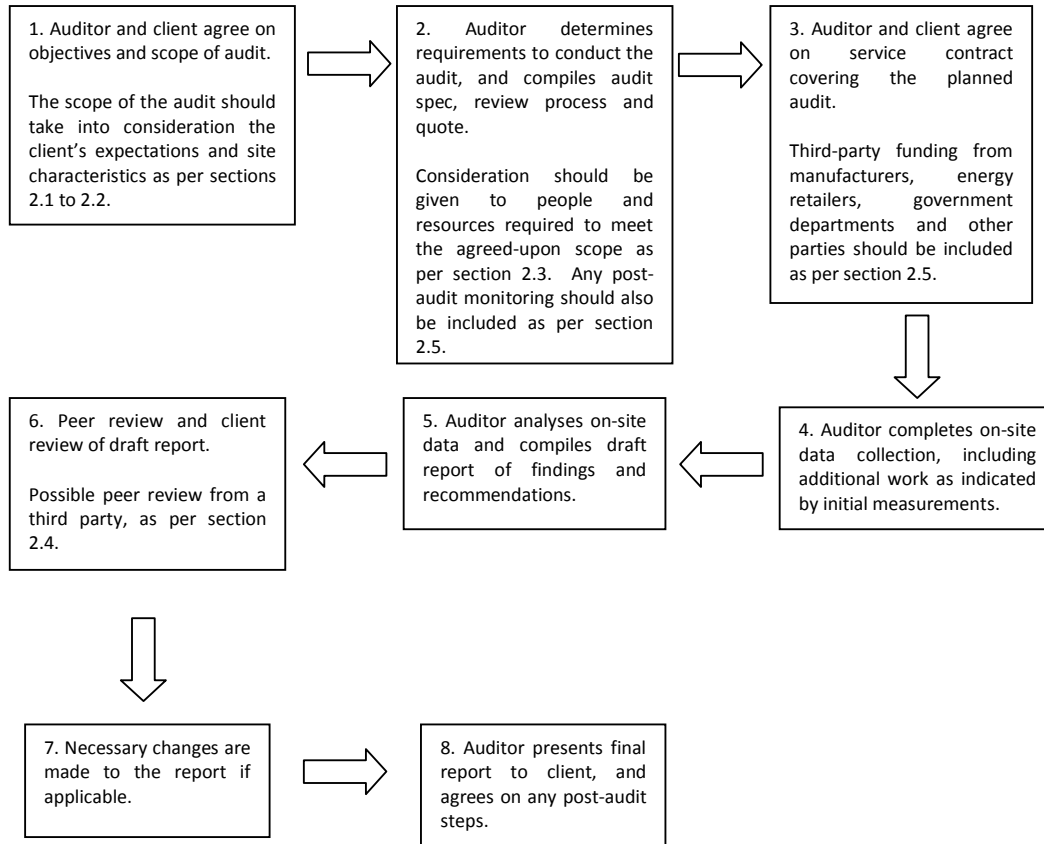 1. Auditor and client agree on
objectives and scope of audit.
The scope of the audit should
take into consideration the
client's expectations and site
characteristics as per sections
2.1 to 2.2.
2. Auditor determines
requirements to conduct the
audit, and compiles audit
spec, review process and
quote.
Consideration should be
given to people and
resources required to meet
the agreed-upon scope as
per section 2.3. Any post-
audit monitoring should also
be included as per section
2.5.
3. Auditor and client agree
on service contract
covering the planned
audit.
Third-party funding from
manufacturers, energy
retailers, government
departments and other
parties should be included
as per section 2.5.
4. Auditor completes on-site
data collection, including
additional work as indicated
by initial measurements.
5. Auditor analyses on-site
data and compiles draft
report of findings and
recommendations.
6. Peer review and client
review of draft report.
Possible peer review from a
third party, as per section
2.4.
7. Necessary changes are
made to the report if
applicable.
8. Auditor presents final
report to client, and
agrees on any post-audit
steps.